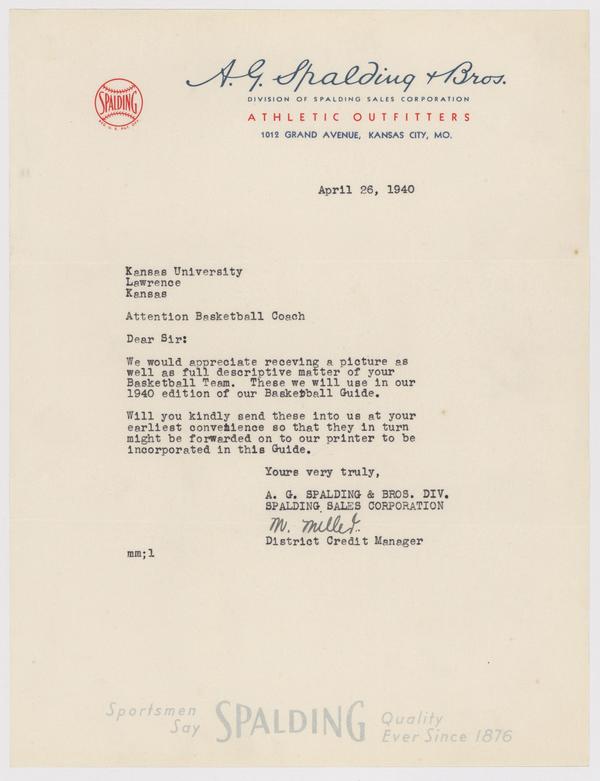 A. G. Spalding & Bros.
DIVISION OF SPALDING SALES CORPORATION
SPALDING
ATHLETIC OUTFITTERS
1012 GRAND AVENUE, KANSAS CITY, MO.
April 26, 1940
Kansas University
Lawrence
Kansas
Attention Basketball Coach
Dear Sir:
We would appreciate receving a picture as
well as full descriptive matter of your
Basketball Team. These we will use in our
1940 edition of our Basketball Guide.
Will you kindly send these into us at your
earliest convenience so that they in turn
might be forwarded on to our printer to be
incorporated in this Guide.
Yours very truly,
A. G. SPALDING & BROS. DIV.
SPALDING SALES CORPORATION
M. Miller.
District Credit Manager
mm;l
Sportsmen Say SPALDING Quality Ever Since 1876